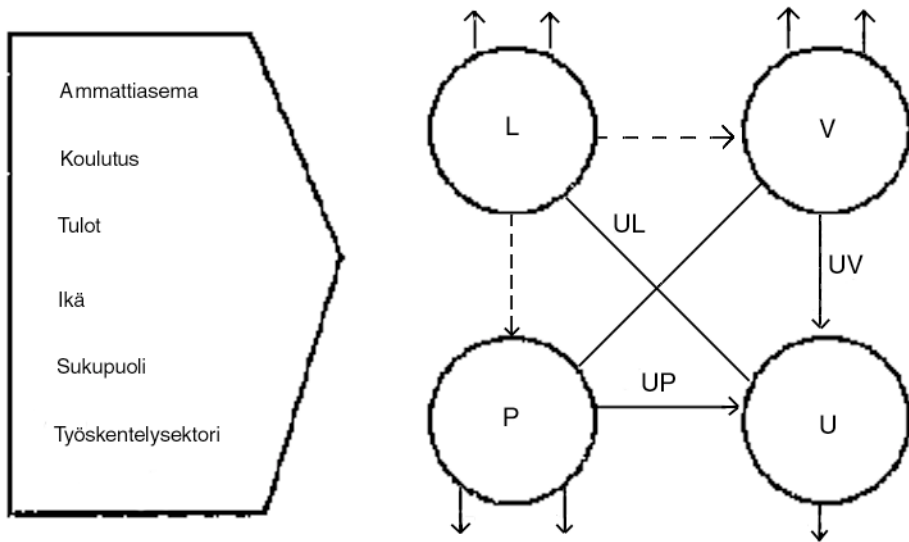 Ammattiasema
Koulutus
Tulot
Ikä
Sukupuoli
Työskentelysektori
L
V
UL
UV
UP
P
U